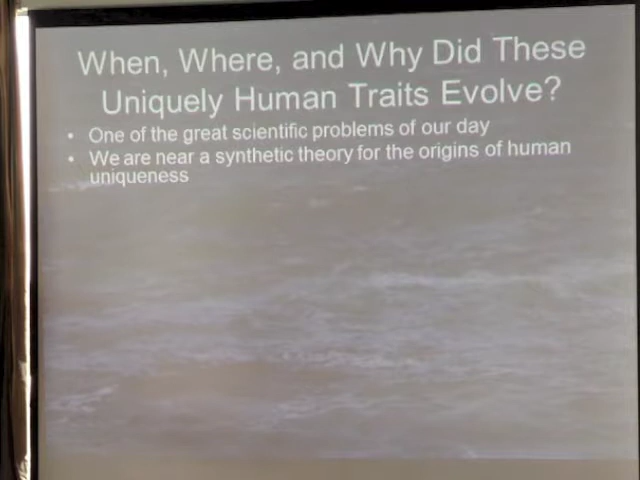 When, Where, and Why Did These
Uniquely Human Traits Evolve?
• One of the great scientific problems of our day
• We are near a synthetic theory for the origins of human
uniqueness